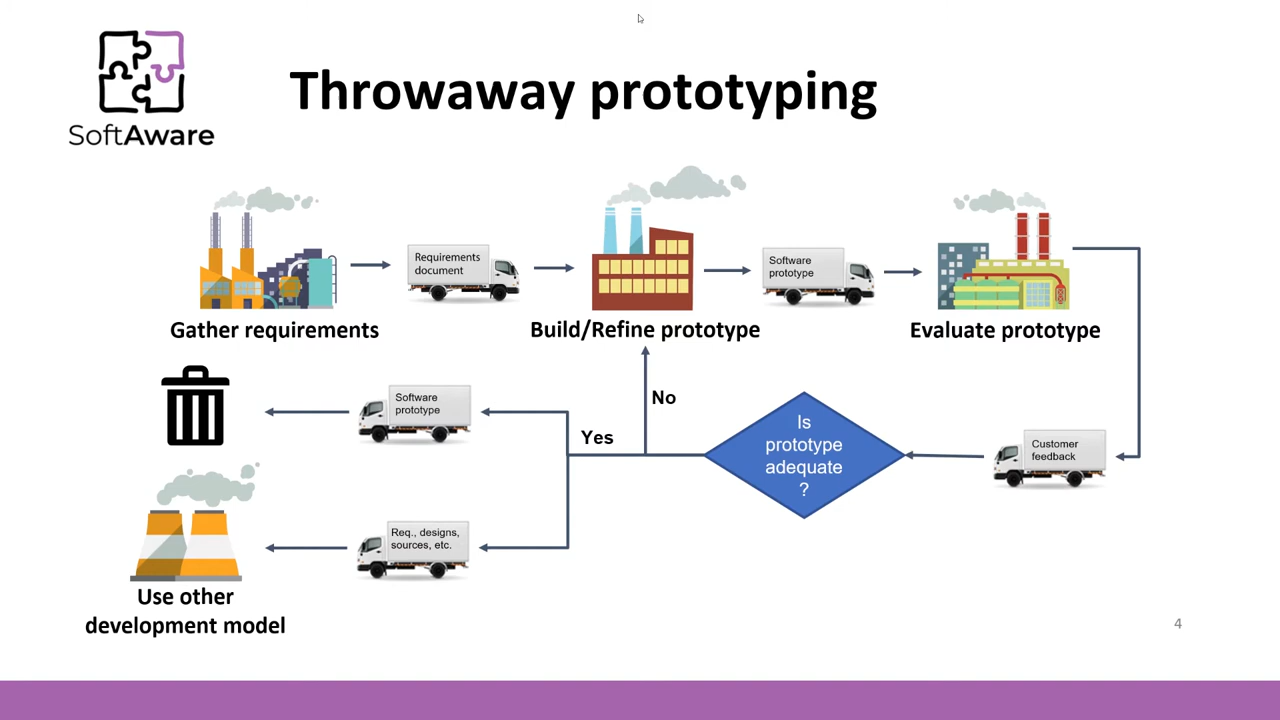 SoftAware
Throwaway prototyping
Requirements
document
Software
prototype
Gather requirements
Build/Refine prototype
Evaluate prototype
Software
prototype
No
Yes
Is
prototype
adequate
?
Customer
feedback
Req., designs,
sources, etc.
Use other
development model
4